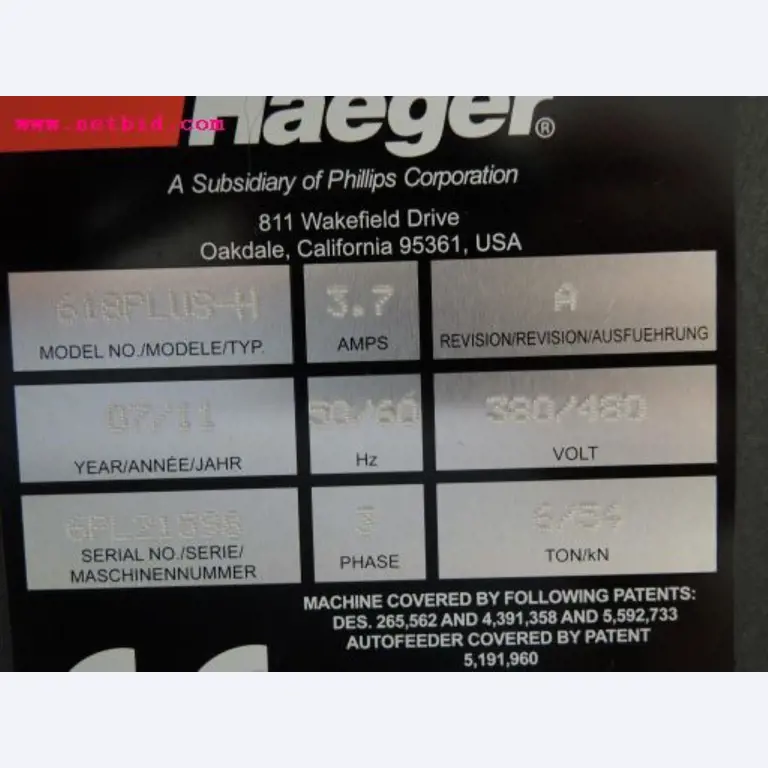 www.netbid.com
Haeger®
A Subsidiary of Phillips Corporation
811 Wakefield Drive
Oakdale, California 95361, USA
618PLUS-H
MODEL NO./MODELE/TYP.
3.7
AMPS
A
REVISION/REVISION/AUSFUEHRUNG
07/11
YEAR/ANNÉE/JAHR
50/60
Hz
380/480
VOLT
SERIAL NO./SERIE/
MASCHINENNUMMER
PHASE
6/54
TON/kN
MACHINE COVERED BY FOLLOWING PATENTS:
DES. 265,562 AND 4,391,358 AND 5,592,733
AUTOFEEDER COVERED BY PATENT
5,191,960